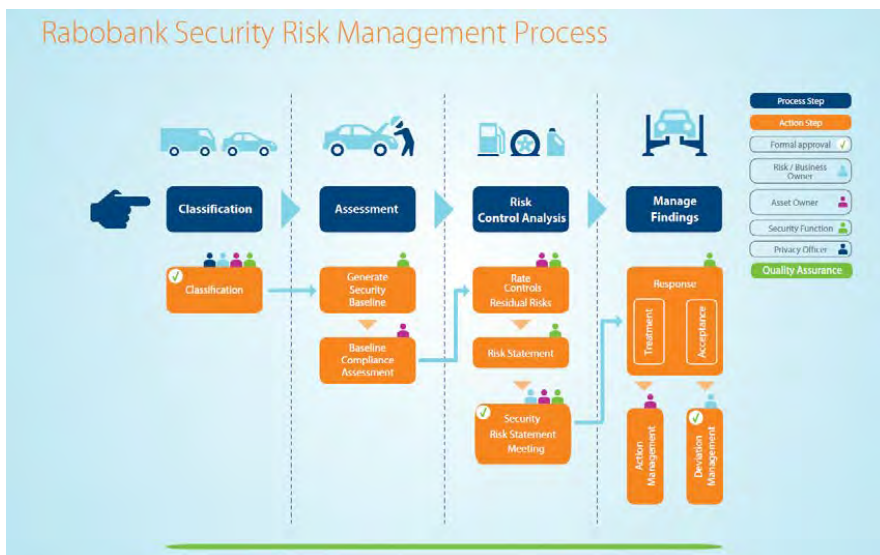 Rabobank Security Risk Management Process
Classification
Assessment
Risk
Control Analysis
Manage
Findings
Classification
Generate
Security
Baseline
Baseline
Compliance
Assessment
Rate
Controls
Residual Risks
Risk Statement
Security
Risk Statement
Meeting
Response
Treatment
Acceptance
Action
Management
Deviation
Management
Process Step
Action Step
Formal approval
Risk / Business
Owner
Asset Owner
Security Function
Privacy Officer
Quality Assurance